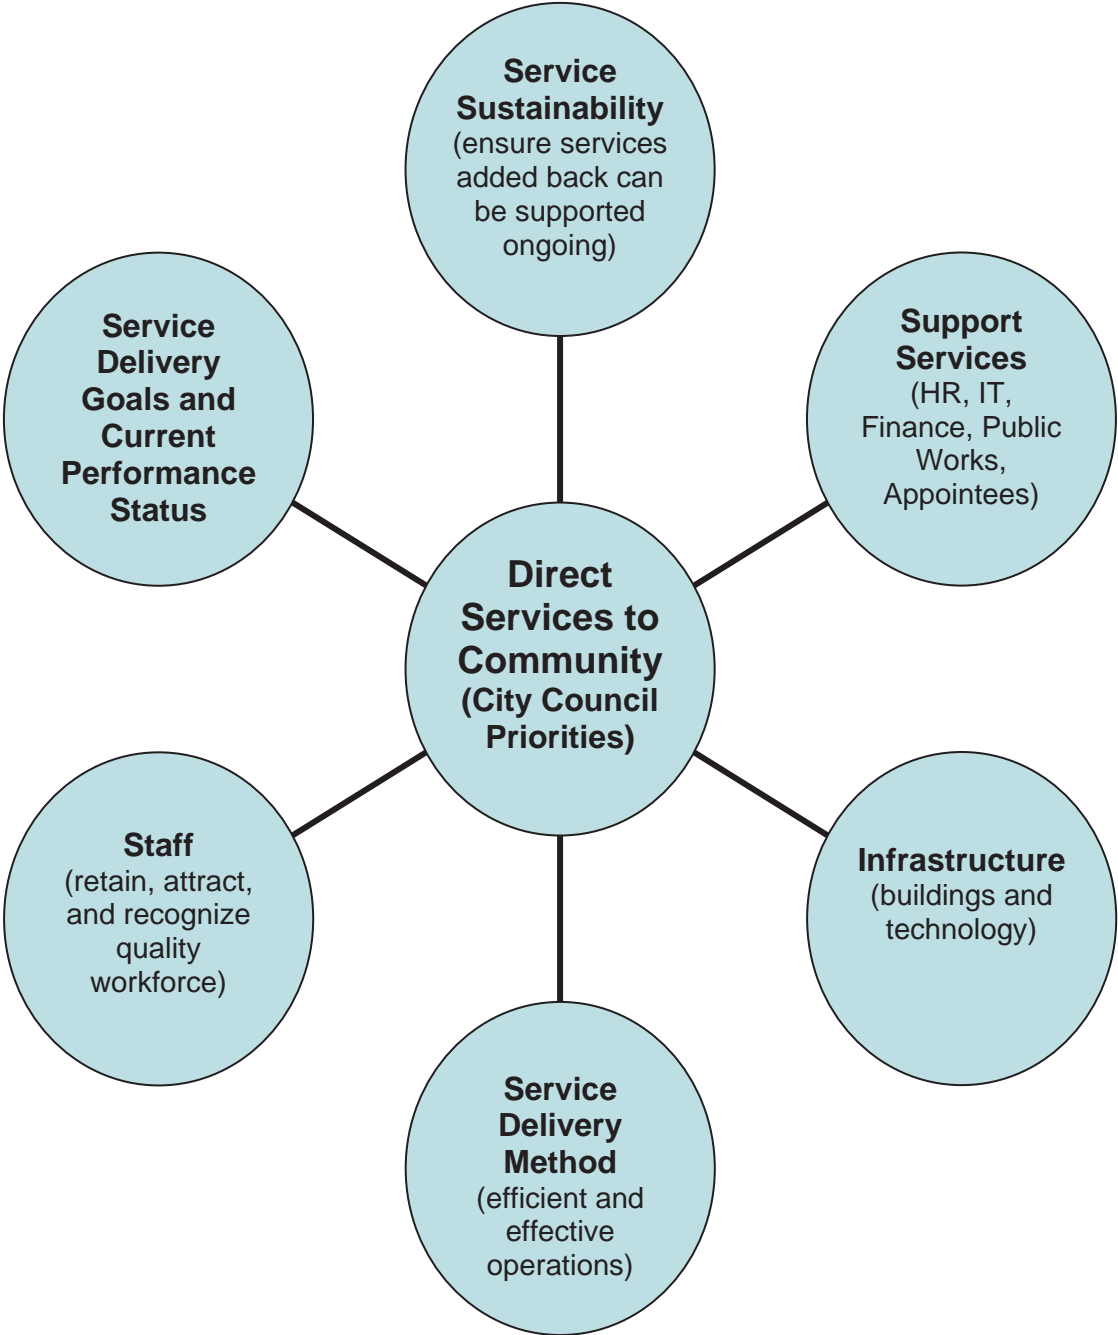 Service
Sustainability
(ensure services
added back can
be supported
ongoing)
Service
Delivery
Goals and
Current
Performance
Status
Support
Services
(HR, IT,
Finance, Public
Works,
Appointees)
Direct
Services to
Community
(City Council
Priorities)
Staff
(retain, attract,
and recognize
quality
workforce)
Infrastructure
(buildings and
technology)
Service
Delivery
Method
(efficient and
effective
operations)